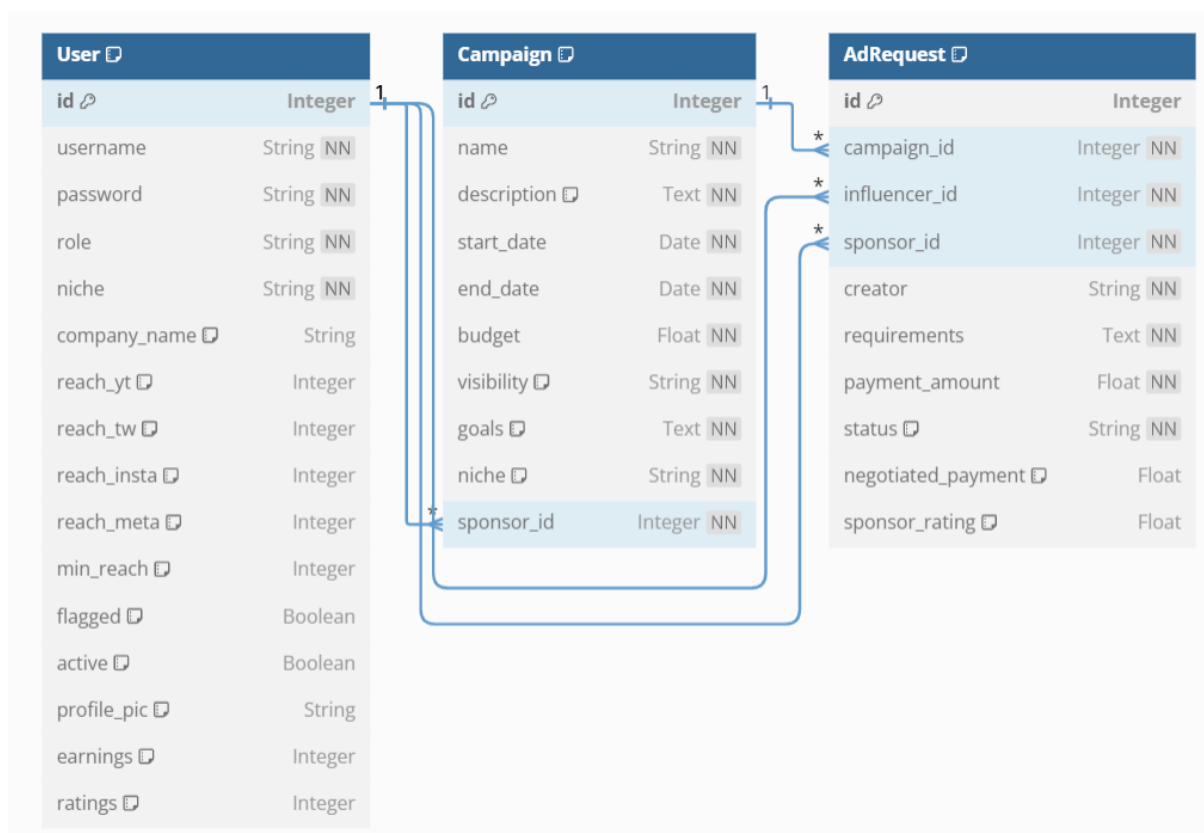 User
id Integer
username String NN
password String NN
role String NN
niche String NN
company_name String
reach_yt Integer
reach_tw Integer
reach_insta Integer
reach_meta Integer
min_reach Integer
flagged Boolean
active Boolean
profile_pic String
earnings Integer
ratings Integer
1
Campaign
id Integer
name String NN
description Text NN
start_date Date NN
end_date Date NN
budget Float NN
visibility String NN
goals Text NN
niche String NN
* sponsor_id Integer NN
1
AdRequest
id Integer
* campaign_id Integer NN
* influencer_id Integer NN
* sponsor_id Integer NN
creator String NN
requirements Text NN
payment_amount Float NN
status String NN
negotiated_payment Float
sponsor_rating Float